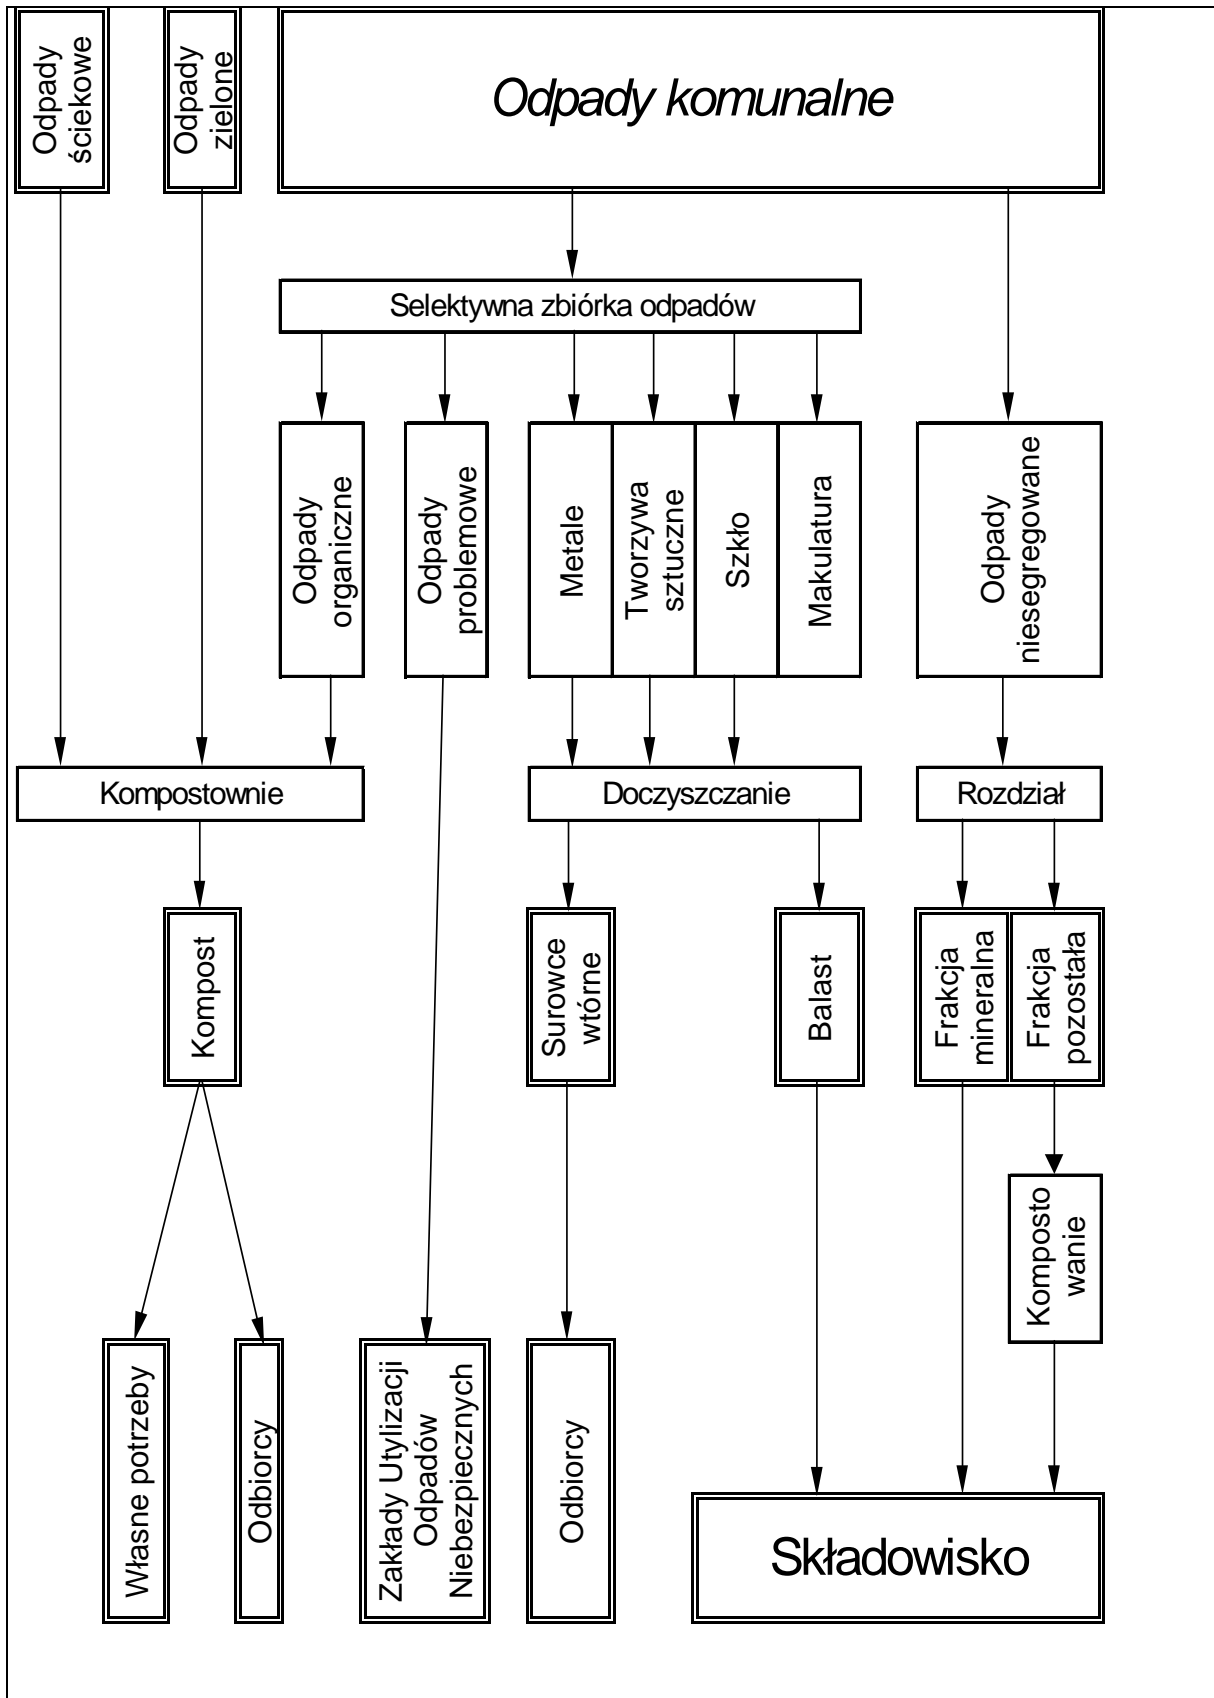 Odpady
ściekowe
Odpady
zielone
Odpady komunalne
Selektywna zbiórka odpadów
Odpady
organiczne
Odpady
problemowe
Metale
Tworzywa
sztuczne
Szkło
Makulatura
Odpady
niesegregowane
Kompostownie
Doczyszczanie
Rozdział
Kompost
Surowce
wtórne
Balast
Frakcja
mineralna
Frakcja
pozostała
Komposto
wanie
Własne potrzeby
Odbiorcy
Zakłady Utylizacji
Odpadów
Niebezpiecznych
Odbiorcy
Składowisko